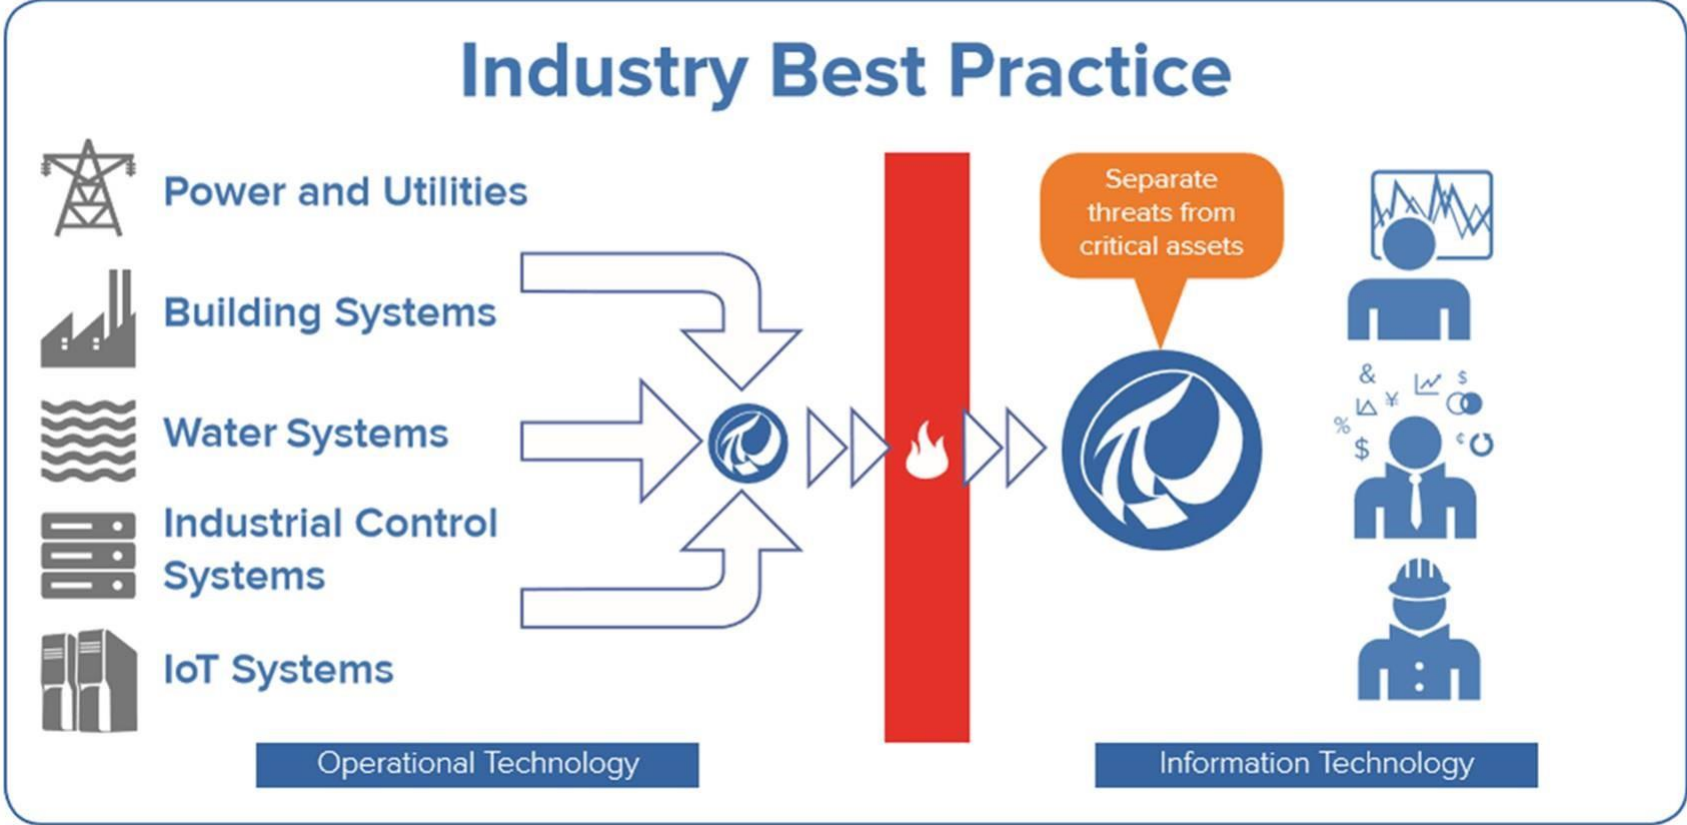 Industry Best Practice
Power and Utilities
Building Systems
Water Systems
Industrial Control
Systems
IoT Systems
Separate
threats from
critical assets
& $
¥
%
$ ¢
Operational Technology
Information Technology